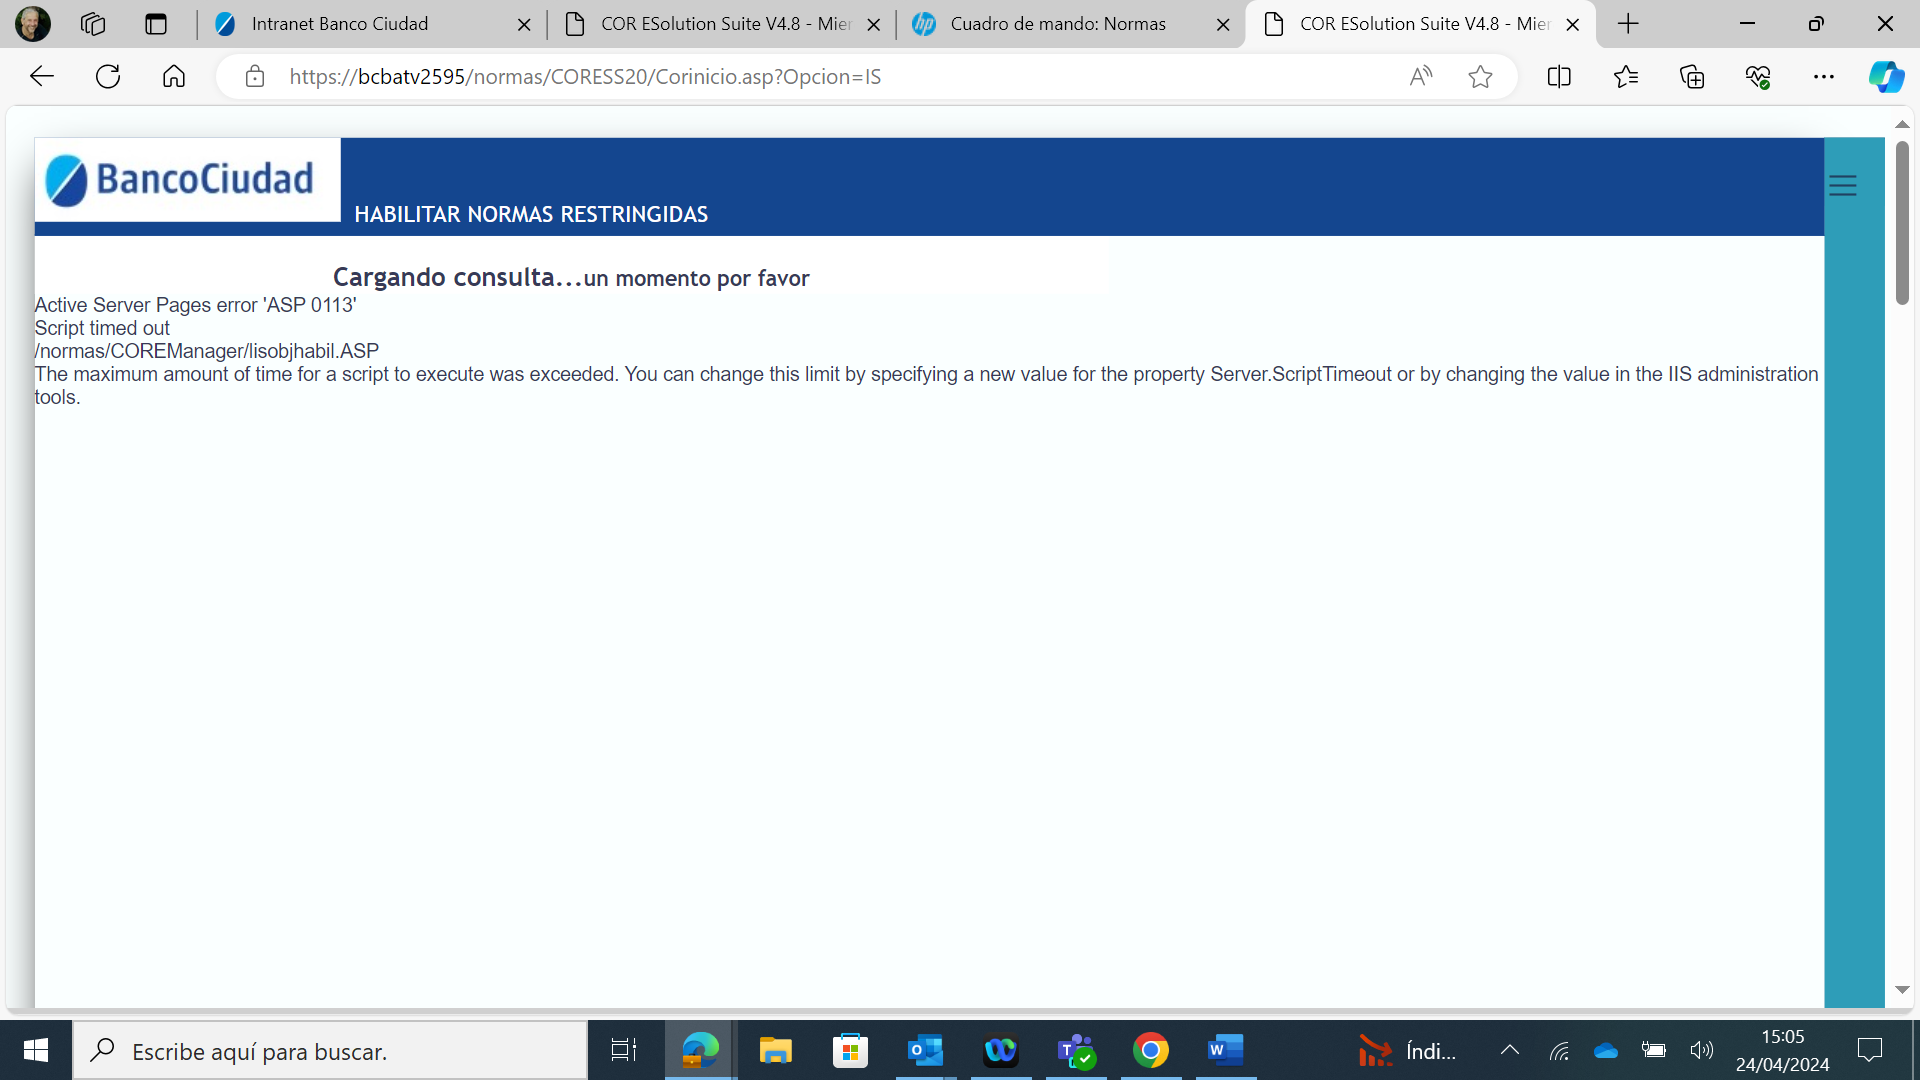 Intranet Banco Ciudad
COR ESolution Suite V4.8 - Mier
Cuadro de mando: Normas
COR ESolution Suite V4.8 - Mier
https://bcbatv2595/normas/CORESS20/Corinicio.asp?Opcion=IS
BancoCiudad
HABILITAR NORMAS RESTRINGIDAS
Cargando consulta...un momento por favor
Active Server Pages error 'ASP 0113'
Script timed out
/normas/COREManager/lisobjhabil.ASP
The maximum amount of time for a script to execute was exceeded. You can change this limit by specifying a new value for the property Server.ScriptTimeout or by changing the value in the IIS administration
tools.
Escribe aquí para buscar.
Índi...
15:05
24/04/2024